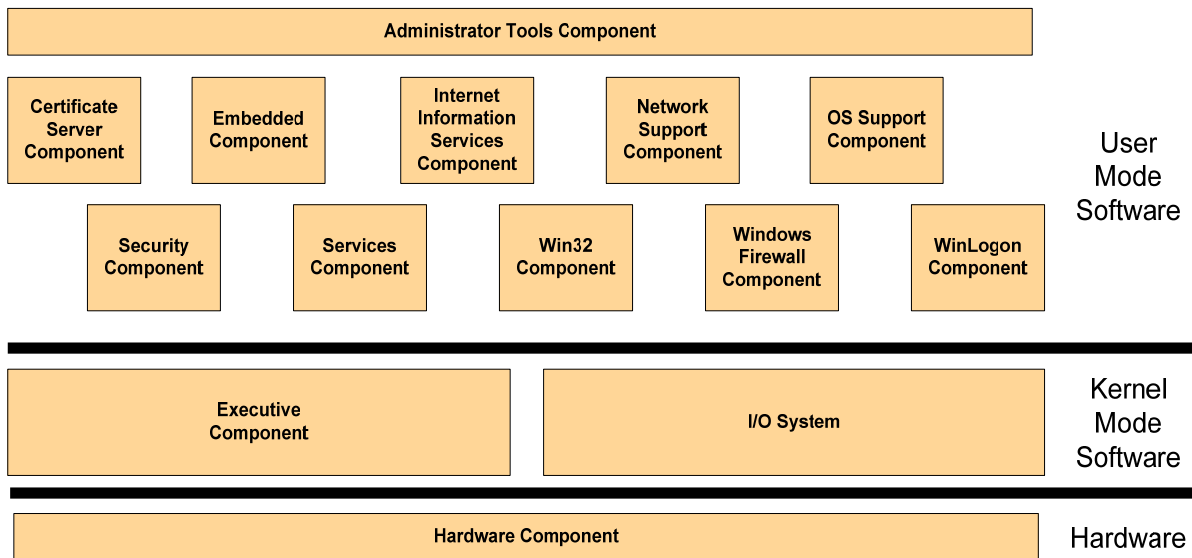 Administrator Tools Component
Certificate
Server
Component
Embedded
Component
Internet
Information
Services
Component
Network
Support
Component
OS Support
Component
User
Mode
Software
Security
Component
Services
Component
Win32
Component
Windows
Firewall
Component
WinLogon
Component
Executive
Component
I/O System
Kernel
Mode
Software
Hardware Component
Hardware